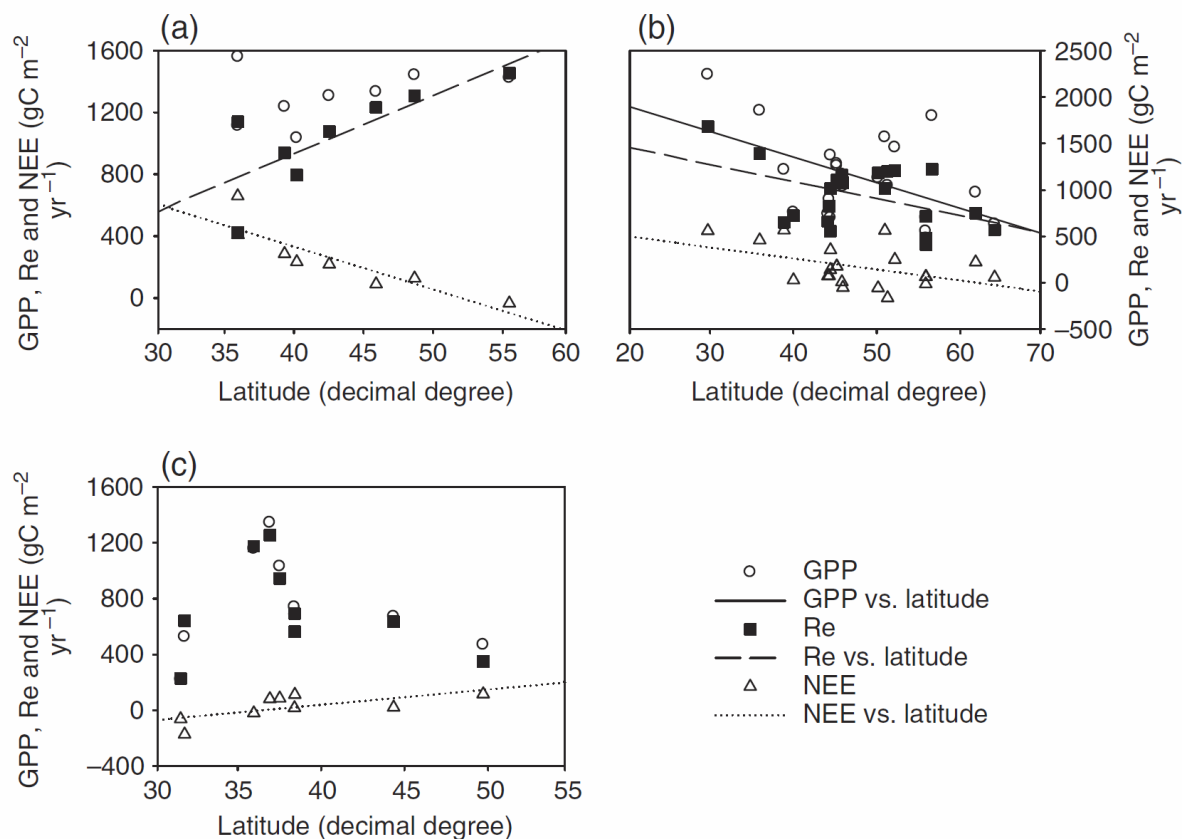 (a)
GPP, Re and NEE (gC m−2
yr−1)
1600
1200
800
400
0
30 35 40 45 50 55 60
Latitude (decimal degree)
(b)
GPP, Re and NEE (gC m−2
yr−1)
2500
2000
1500
1000
500
0
−500
20 30 40 50 60 70
Latitude (decimal degree)
(c)
GPP, Re and NEE (gC m−2
yr−1)
1600
1200
800
400
0
−400
30 35 40 45 50 55
Latitude (decimal degree)
GPP
GPP vs. latitude
Re
Re vs. latitude
NEE
NEE vs. latitude